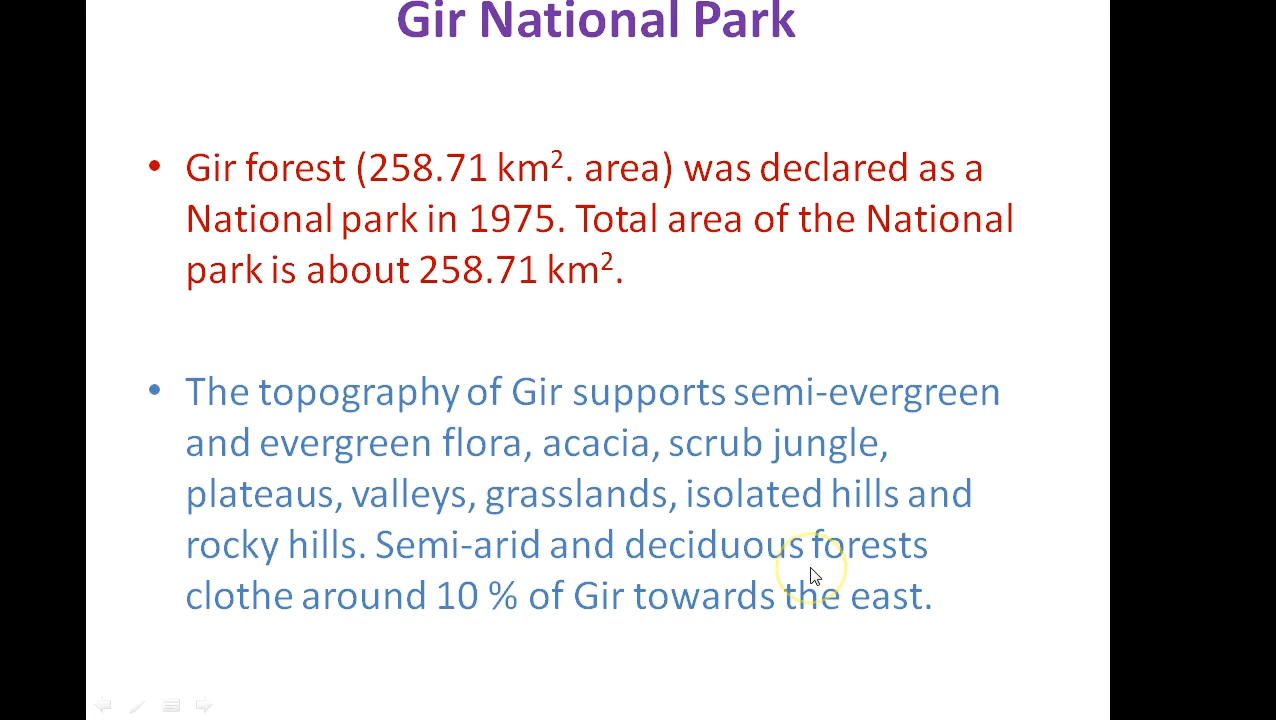 Gir National Park
• Gir forest (258.71 km². area) was declared as a
National park in 1975. Total area of the National
park is about 258.71 km².
• The topography of Gir supports semi-evergreen
and evergreen flora, acacia, scrub jungle,
plateaus, valleys, grasslands, isolated hills and
rocky hills. Semi-arid and deciduous forests
clothe around 10 % of Gir towards the east.